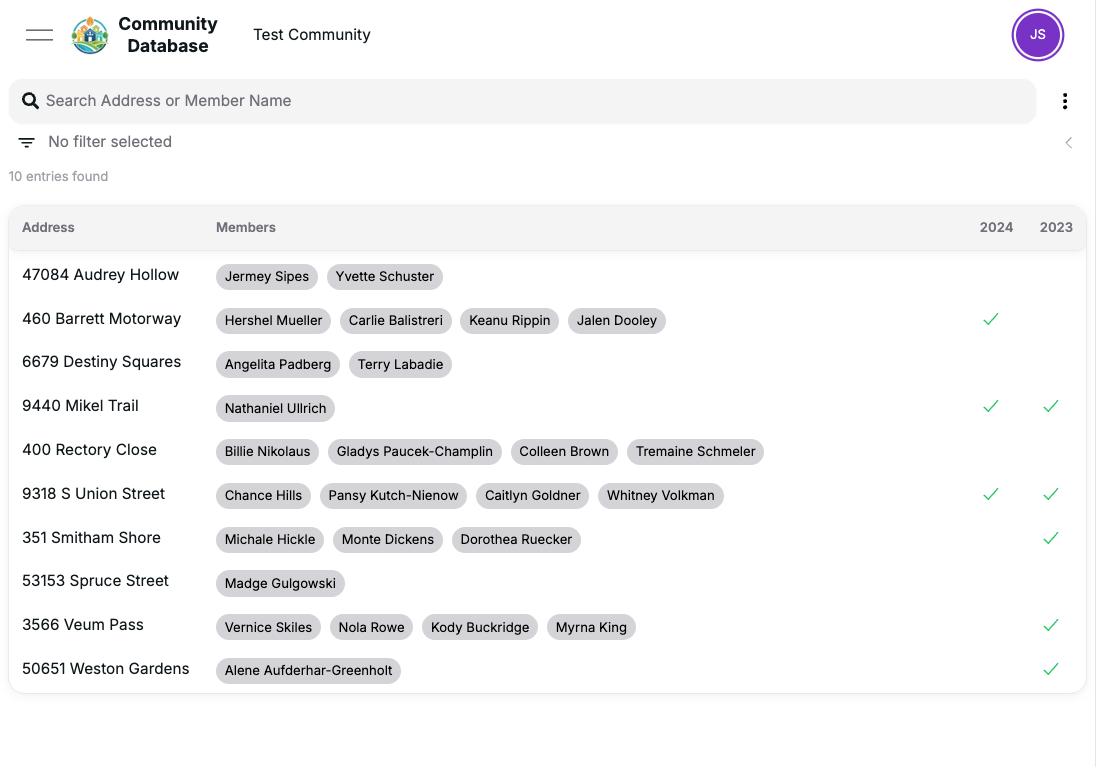 Community
Database
Test Community
JS
Search Address or Member Name
No filter selected
10 entries found
Address Members 2024 2023
47084 Audrey Hollow Jermey Sipes Yvette Schuster
460 Barrett Motorway Hershel Mueller Carlie Balistreri Keanu Rippin Jalen Dooley
6679 Destiny Squares Angelita Padberg Terry Labadie
9440 Mikel Trail Nathaniel Ullrich
400 Rectory Close Billie Nikolaus Gladys Paucek-Champlin Colleen Brown Tremaine Schmeler
9318 S Union Street Chance Hills Pansy Kutch-Nienow Caitlyn Goldner Whitney Volkman
351 Smitham Shore Michale Hickle Monte Dickens Dorothea Ruecker
53153 Spruce Street Madge Gulgowski
3566 Veum Pass Vernice Skiles Nola Rowe Kody Buckridge Myrna King
50651 Weston Gardens Alene Aufderhar-Greenholt